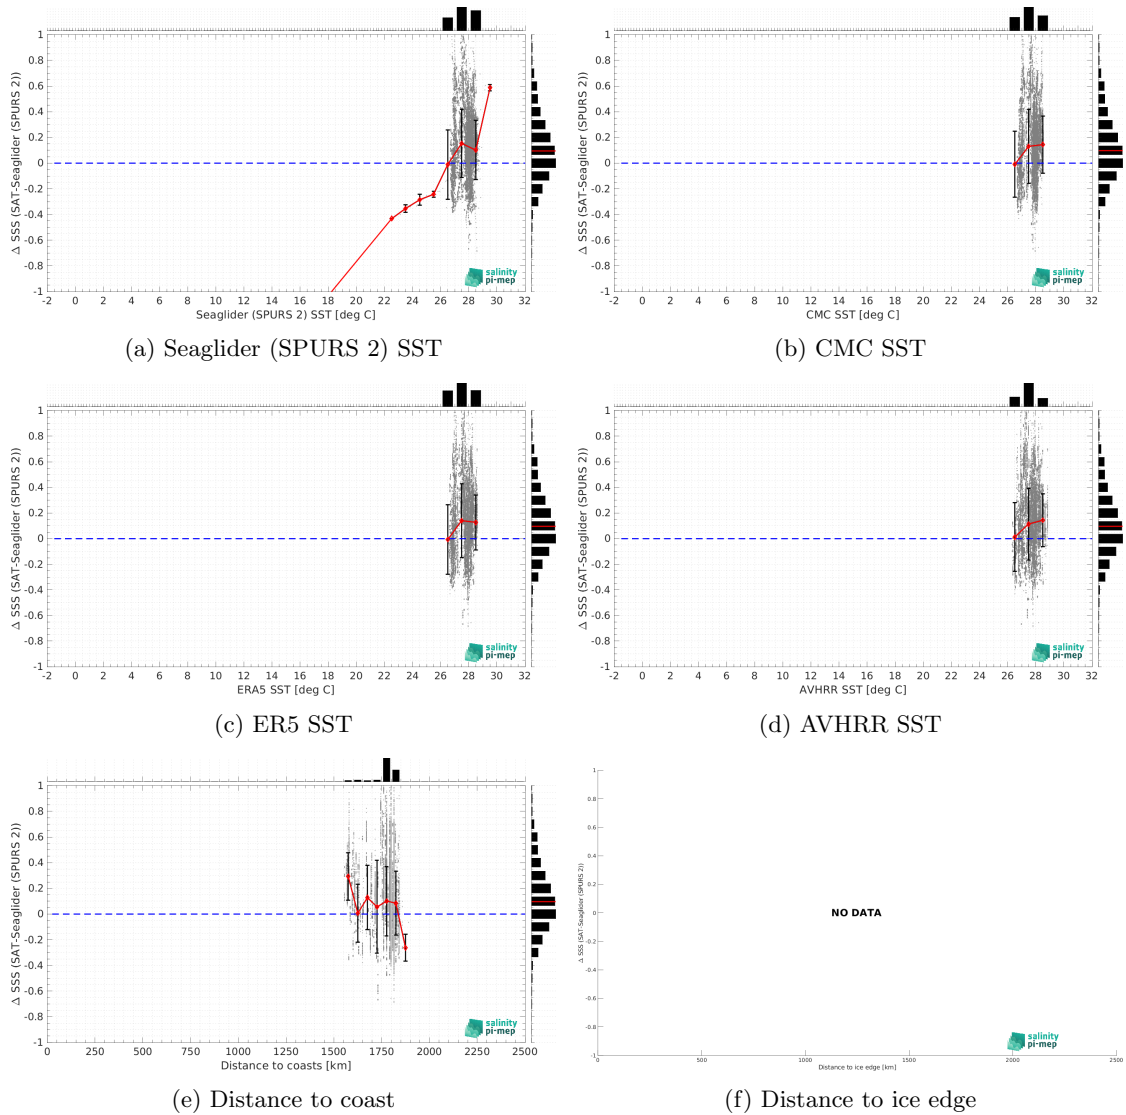 Δ SSS (SAT-Seaglider (SPURS 2))
1
0.8
0.6
0.4
0.2
0
-0.2
-0.4
-0.6
-0.8
-1
-2 0 2 4 6 8 10 12 14 16 18 20 22 24 26 28 30 32
Seaglider (SPURS 2) SST [deg C]
salinity
pi-mep
(a) Seaglider (SPURS 2) SST
Δ SSS (SAT-Seaglider (SPURS 2))
1
0.8
0.6
0.4
0.2
0
-0.2
-0.4
-0.6
-0.8
-1
-2 0 2 4 6 8 10 12 14 16 18 20 22 24 26 28 30 32
CMC SST [deg C]
salinity
pi-mep
(b) CMC SST
Δ SSS (SAT-Seaglider (SPURS 2))
1
0.8
0.6
0.4
0.2
0
-0.2
-0.4
-0.6
-0.8
-1
-2 0 2 4 6 8 10 12 14 16 18 20 22 24 26 28 30 32
ERA5 SST [deg C]
salinity
pi-mep
(c) ER5 SST
Δ SSS (SAT-Seaglider (SPURS 2))
1
0.8
0.6
0.4
0.2
0
-0.2
-0.4
-0.6
-0.8
-1
-2 0 2 4 6 8 10 12 14 16 18 20 22 24 26 28 30 32
AVHRR SST [deg C]
salinity
pi-mep
(d) AVHRR SST
Δ SSS (SAT-Seaglider (SPURS 2))
1
0.8
0.6
0.4
0.2
0
-0.2
-0.4
-0.6
-0.8
-1
0 250 500 750 1000 1250 1500 1750 2000 2250 2500
Distance to coasts [km]
salinity
pi-mep
(e) Distance to coast
Δ SSS (SAT-Seaglider (SPURS 2))
1
0.8
0.6
0.4
0.2
0
-0.2
-0.4
-0.6
-0.8
-1
NO DATA
0 500 1000 1500 2000 2500
Distance to ice edge [km]
salinity
pi-mep
(f) Distance to ice edge